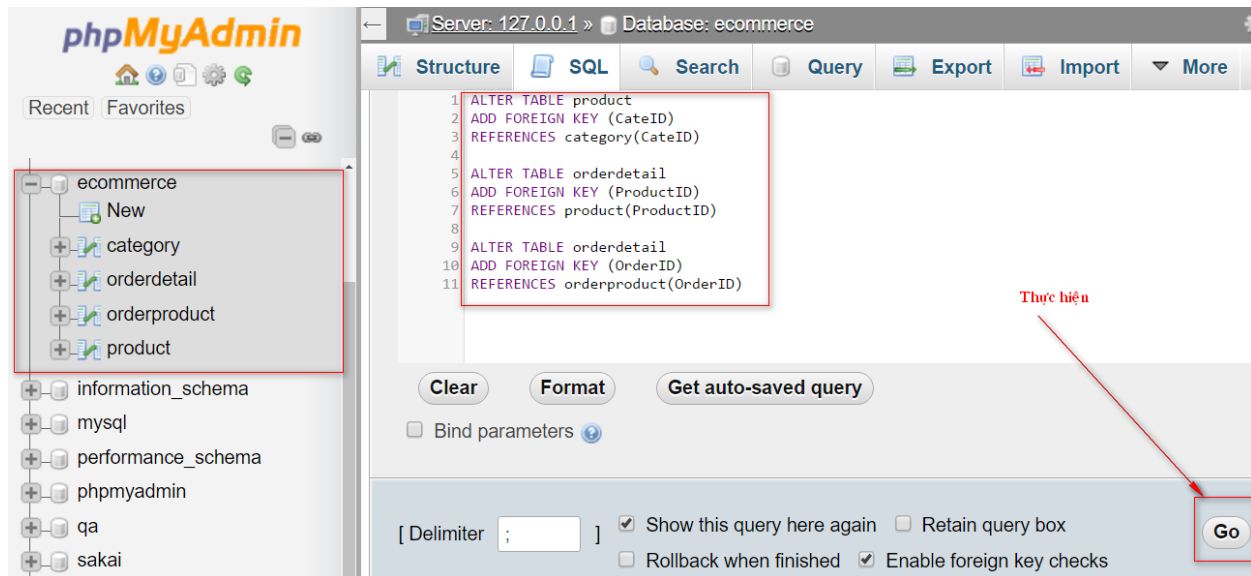 phpMyAdmin
Recent Favorites
ecommerce
New
category
orderdetail
orderproduct
product
information_schema
mysql
performance_schema
phpmyadmin
qa
sakai
← Server: 127.0.0.1 » Database: ecommerce
Structure SQL Search Query Export Import More
1 ALTER TABLE product
2 ADD FOREIGN KEY (CateID)
3 REFERENCES category(CateID)
4
5 ALTER TABLE orderdetail
6 ADD FOREIGN KEY (ProductID)
7 REFERENCES product(ProductID)
8
9 ALTER TABLE orderdetail
10 ADD FOREIGN KEY (OrderID)
11 REFERENCES orderproduct(OrderID)
Thực hiện
Clear Format Get auto-saved query
Bind parameters
[ Delimiter ; ] Show this query here again Retain query box
Rollback when finished Enable foreign key checks
Go